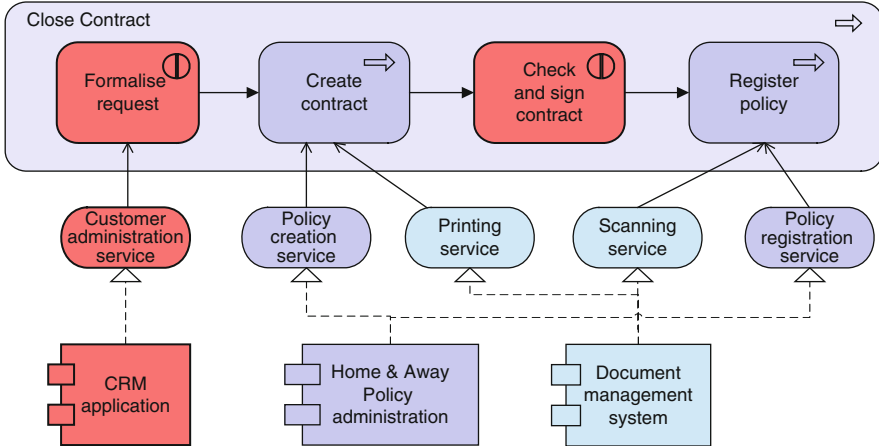 Close Contract
Formalise
request
Create
contract
Check
and sign
contract
Register
policy
Customer
administration
service
Policy
creation
service
Printing
service
Scanning
service
Policy
registration
service
CRM
application
Home & Away
Policy
administration
Document
management
system